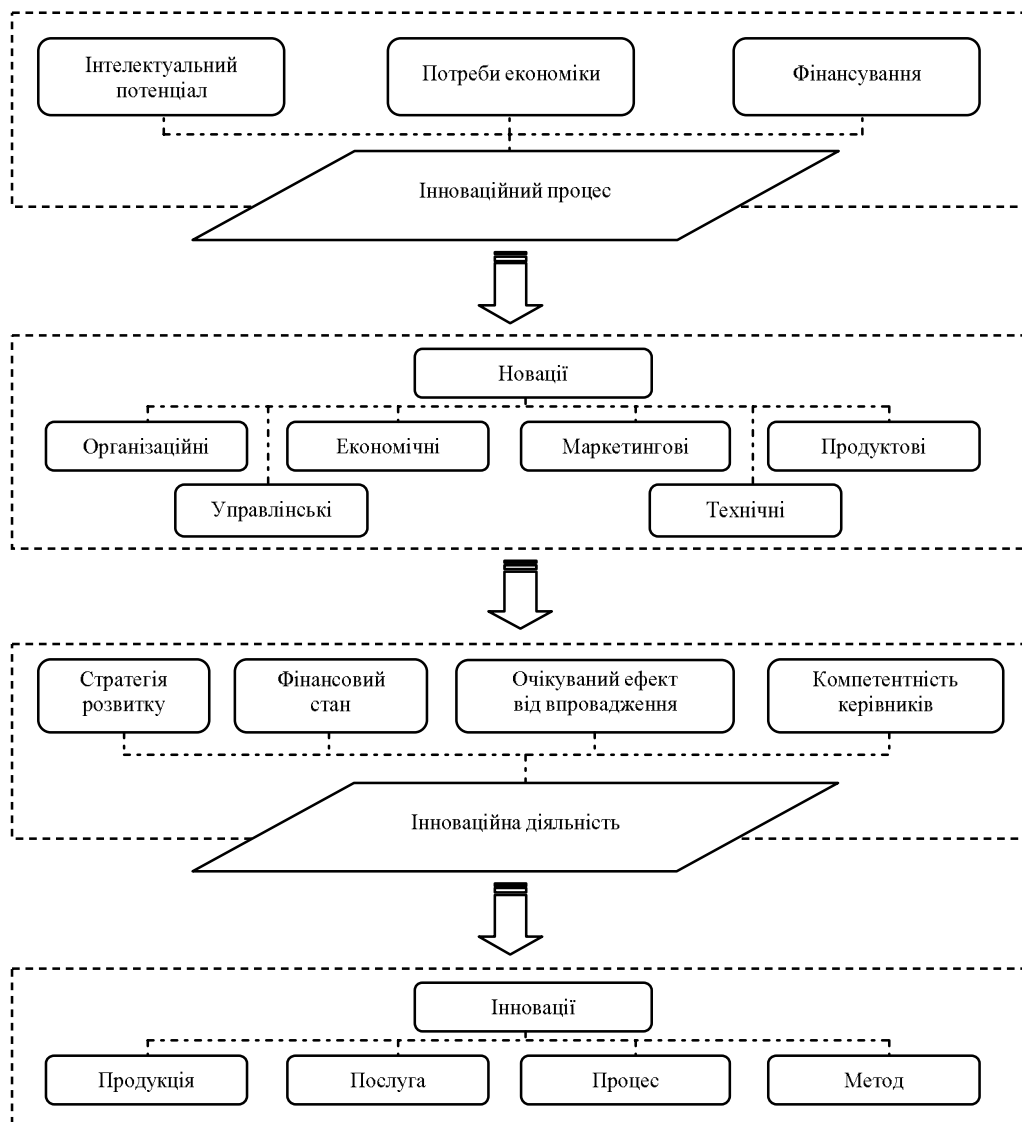 Інтелектуальний
потенціал
Потреби економіки
Фінансування
Інноваційний процес
Новації
Організаційні
Економічні
Маркетингові
Продуктові
Управлінські
Технічні
Стратегія
розвитку
Фінансовий
стан
Очікуваний ефект
від впровадження
Компетентність
керівників
Інноваційна діяльність
Інновації
Продукція
Послуга
Процес
Метод